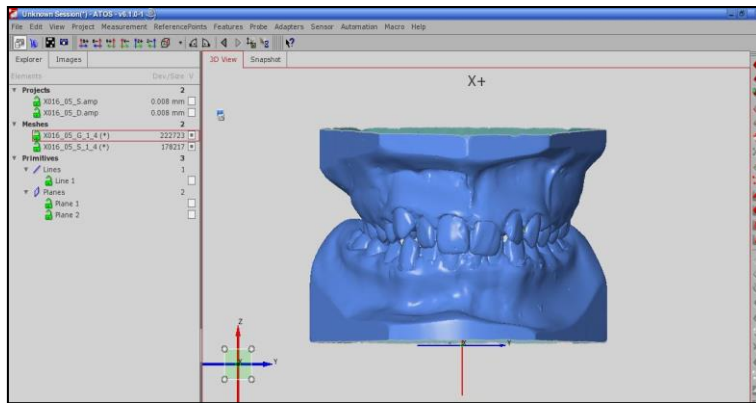 Unknown Session(*) - ATOS - v6.1.0-1
File Edit View Project Measurement ReferencePoints Features Probe Adapters Sensor Automation Macro Help
Explorer Images 3D View Snapshot
Elements Dev/Size V
Projects 2
X016_05_S.amp 0.008 mm
X016_05_D.amp 0.008 mm
Meshes 2
X016_05_G_1_4 (*) 222723
X016_05_S_1_4 (*) 178217
Primitives 3
Lines 1
Line 1
Planes 2
Plane 1
Plane 2
X+
Z
Y
Y